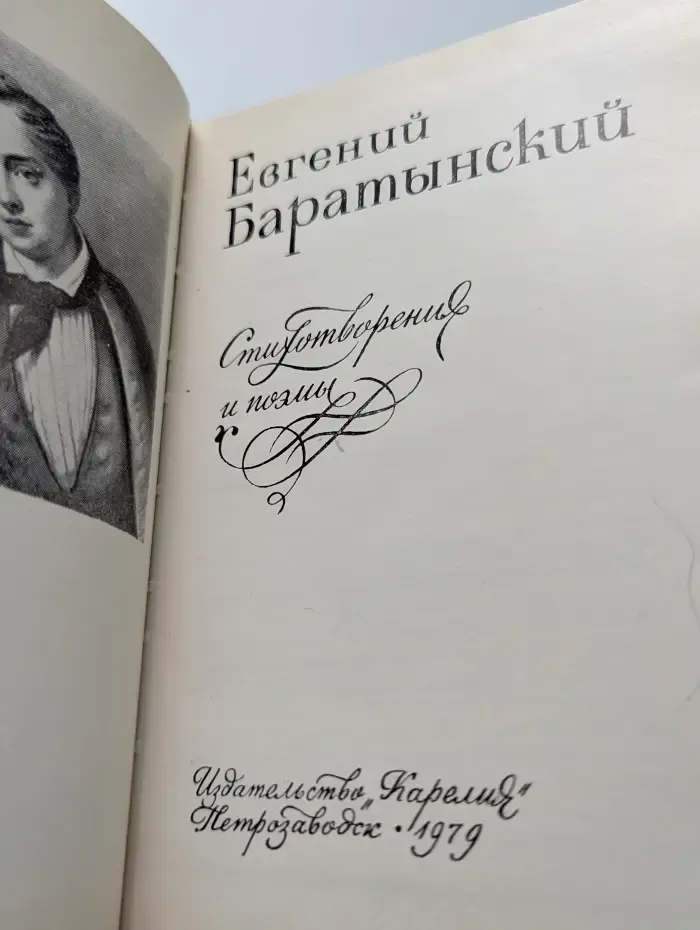 Евгений
Баратынский
Стихотворения
и поэмы
Издательство „Карелия"
Петрозаводск • 1979